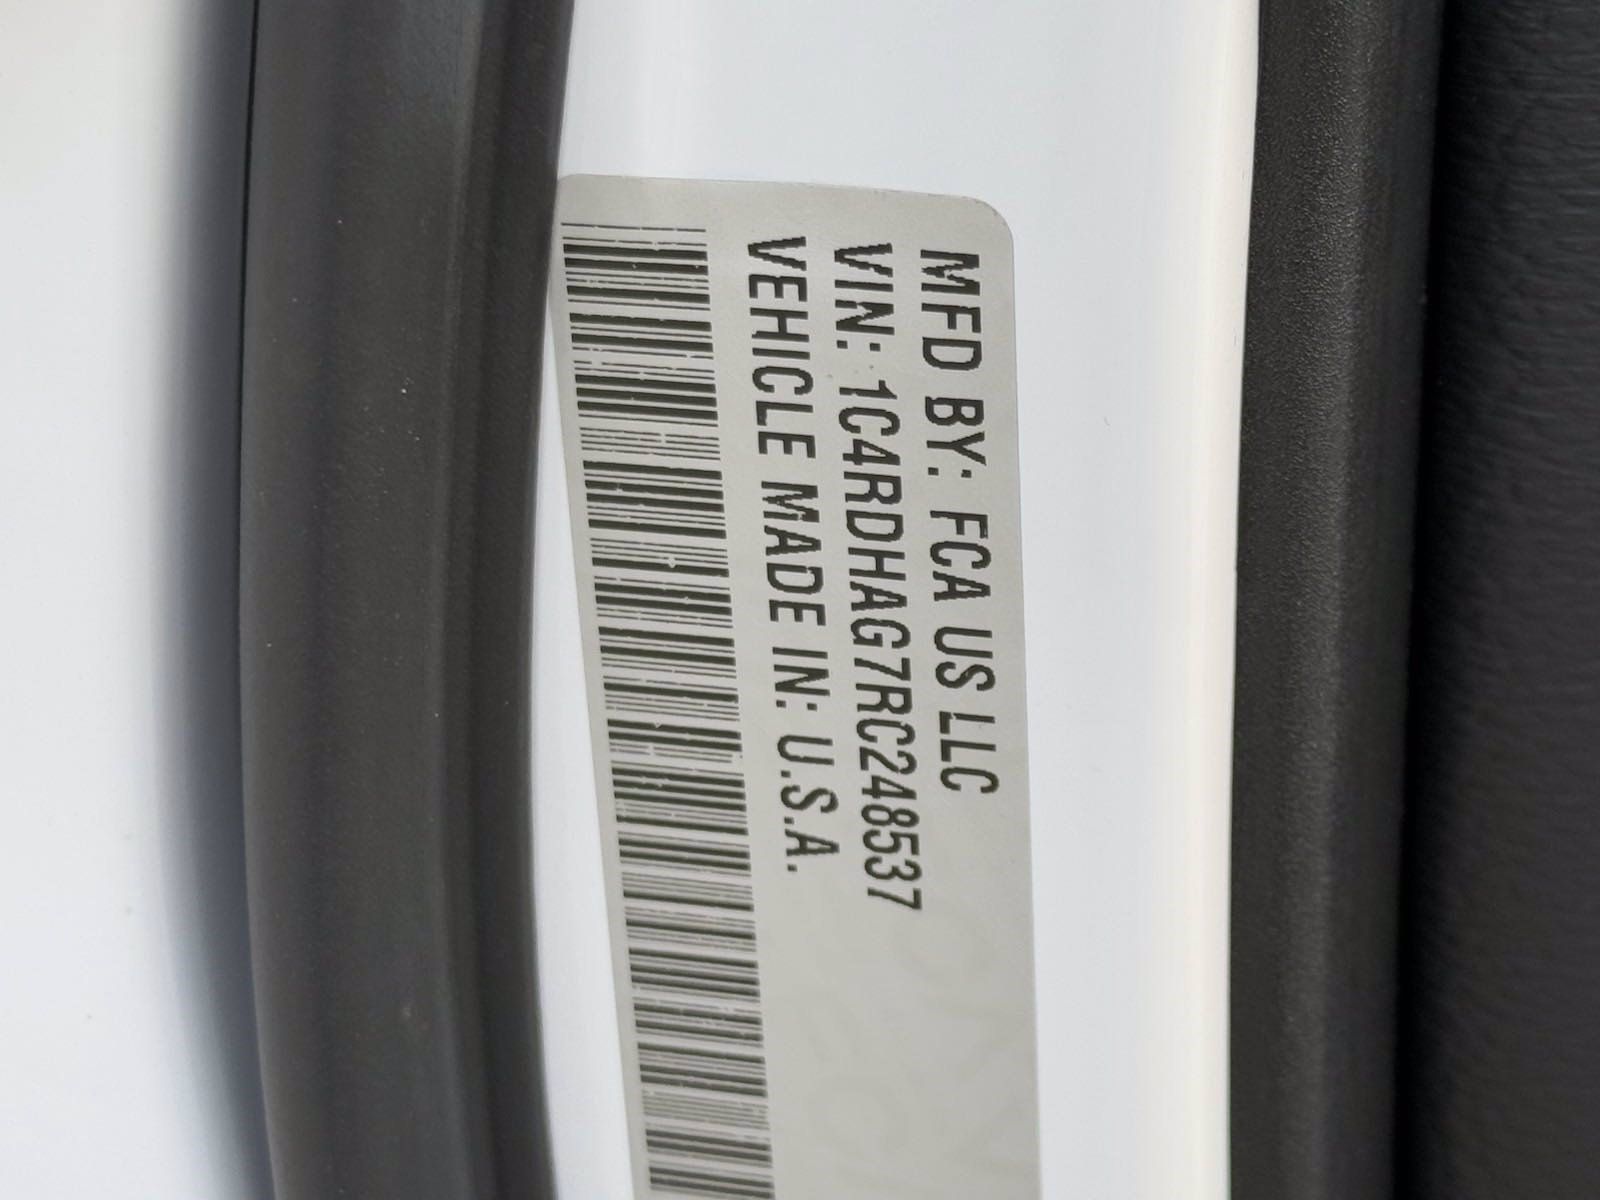 MFD BY: FCA US LLC
VIN: 1C4RDHAG7RC248537
VEHICLE MADE IN: U.S.A.